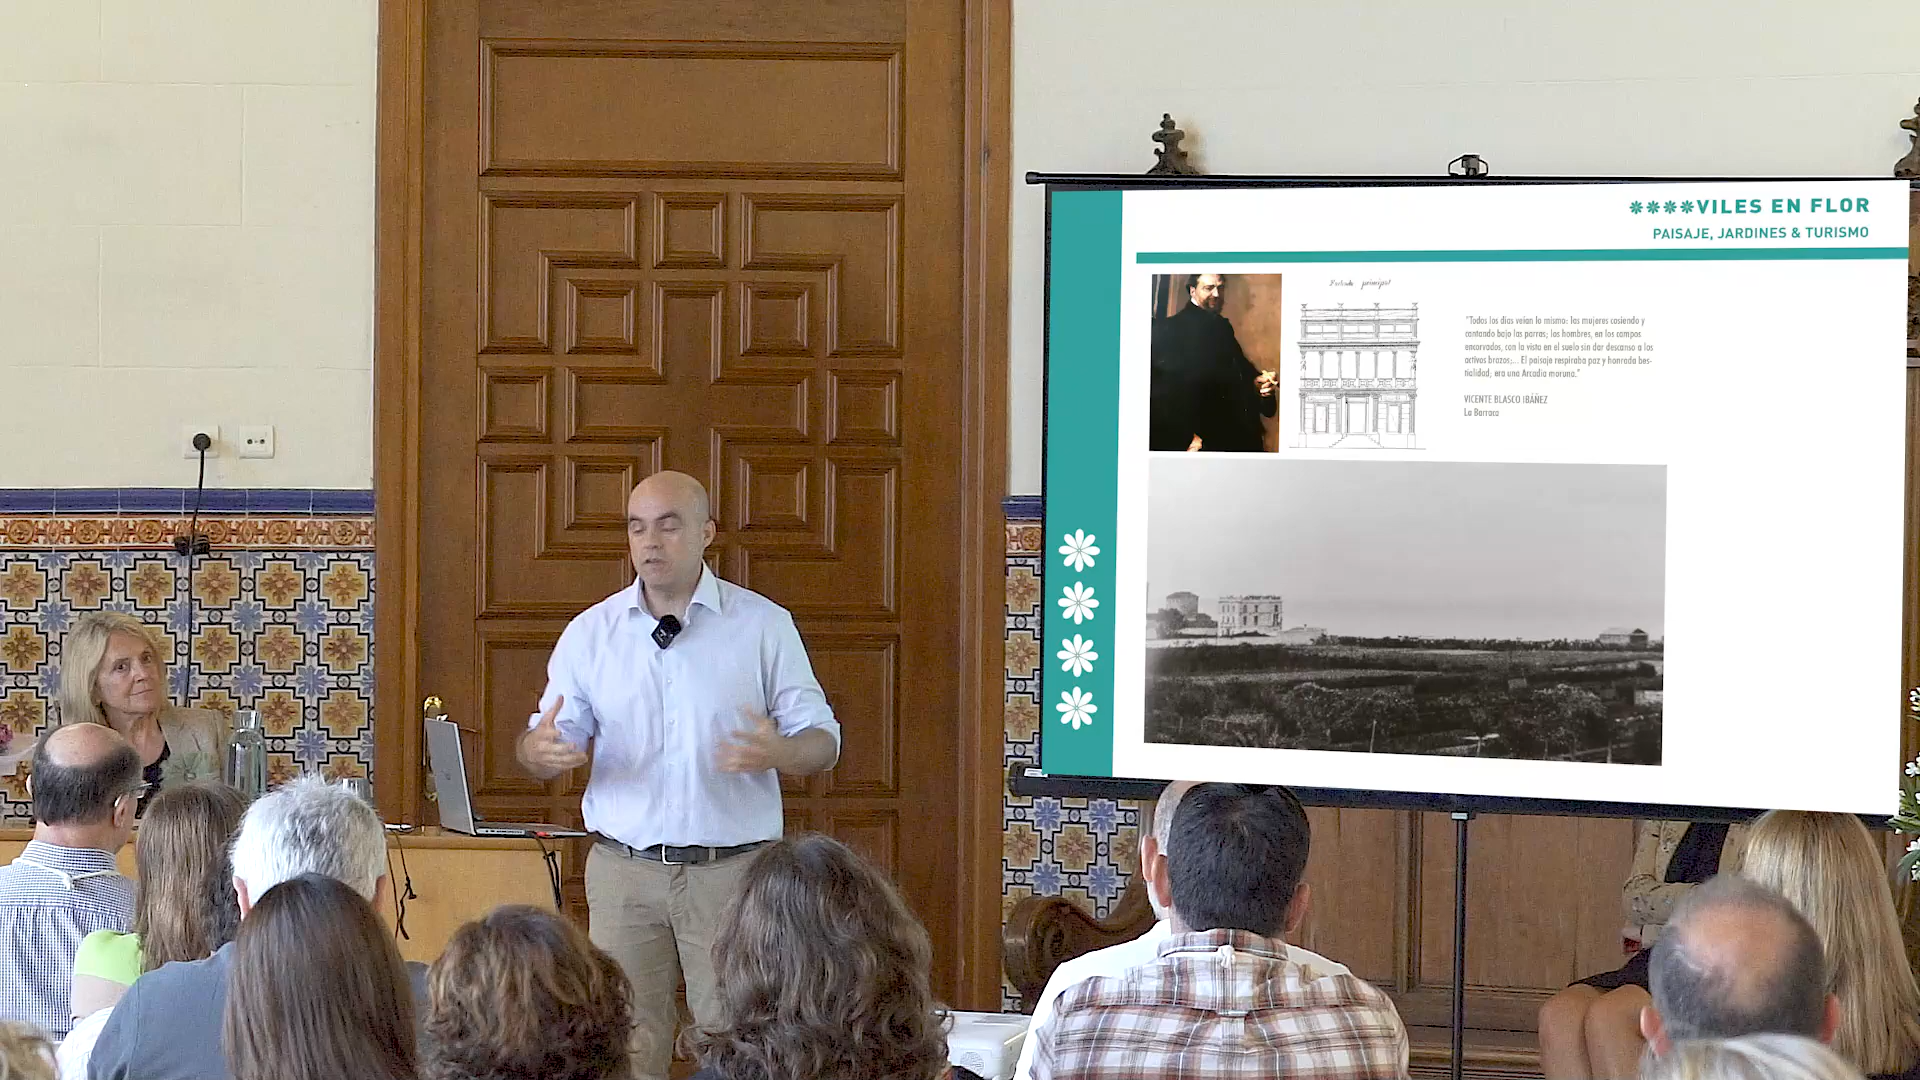 ****VILES EN FLOR
PAISAJE, JARDINES & TURISMO
Fachada principal
"Todos los días veían lo mismo: las mujeres cosiendo y
cantando bajo las parras; los hombres, en los campos
encorvados, con la vista en el suelo sin dar descanso a los
activos brazos;... El paisaje respiraba paz y honrada bes-
tialidad; era una Arcadia moruna."
VICENTE BLASCO IBÁÑEZ
La Barraca